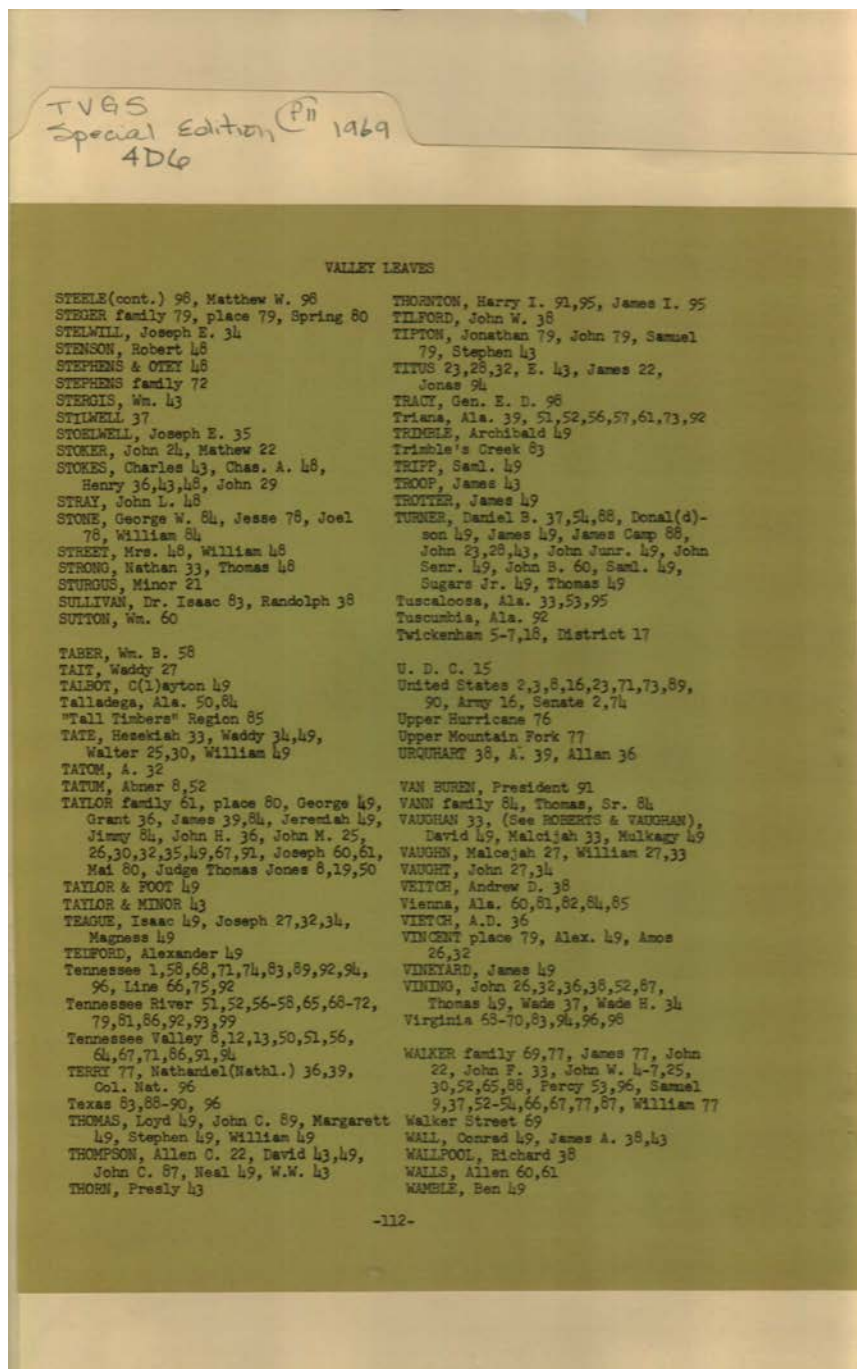 TVGS
Special Edition P11 1969
4D6
VALLEY LEAVES
STEELE(cont.) 98, Matthew W. 98
STEGER family 79, place 79, Spring 80
STELWILL, Joseph E. 34
STENSON, Robert 48
STEPHENS & OTEY 48
STEPHENS family 72
STERGIS, Wm. 43
STILWELL 37
STOELWELL, Joseph E. 35
STOKER, John 24, Mathew 22
STOKES, Charles 43, Chas. A. 48,
Henry 36,43,48, John 29
STRAY, John L. 48
STONE, George W. 84, Jesse 78, Joel
78, William 84
STREET, Mrs. 48, William 48
STRONG, Nathan 33, Thomas 48
STURGUS, Minor 21
SULLIVAN, Dr. Isaac 83, Randolph 38
SUTTON, Wm. 60
TABER, Wm. B. 58
TAIT, Waddy 27
TALBOT, C(l)ayton 49
Talladega, Ala. 50,84
"Tall Timbers" Region 85
TATE, Hezekiah 33, Waddy 34,49,
Walter 25,30, William 49
TATOM, A. 32
TATUM, Abner 8,52
TAYLOR family 61, place 80, George 49,
Grant 36, James 39,84, Jeremiah 49,
Jimmy 84, John H. 36, John M. 25,
26,30,32,35,49,67,91, Joseph 60,61,
Mai 80, Judge Thomas Jones 8,19,50
TAYLOR & FOOT 49
TAYLOR & MINOR 43
TEAGUE, Isaac 49, Joseph 27,32,34,
Magness 49
TELFORD, Alexander 49
Tennessee 1,58,68,71,74,83,89,92,94,
96, Line 66,75,92
Tennessee River 51,52,56-58,65,68-72,
79,81,86,92,93,99
Tennessee Valley 8,12,13,50,51,56,
64,67,71,86,91,94
TERRY 77, Nathaniel(Nathl.) 36,39,
Col. Nat. 96
Texas 83,88-90, 96
THOMAS, Loyd 49, John C. 89, Margarett
49, Stephen 49, William 49
THOMPSON, Allen C. 22, David 43,49,
John C. 87, Neal 49, W.W. 43
THORN, Presly 43
THORNTON, Harry I. 91,95, James I. 95
TILFORD, John W. 38
TIPTON, Jonathan 79, John 79, Samuel
79, Stephen 43
TITUS 23,28,32, E. 43, James 22,
Jonas 94
TRACY, Gen. E. D. 98
Triana, Ala. 39, 51,52,56,57,61,73,92
TRIMBLE, Archibald 49
Trimble's Creek 83
TRIPP, Saml. 49
TROOP, James 43
TROTTER, James 49
TURNER, Daniel B. 37,54,88, Donal(d)-
son 49, James 49, James Camp 88,
John 23,28,43, John Junr. 49, John
Senr. 49, John B. 60, Saml. 49,
Sugars Jr. 49, Thomas 49
Tuscaloosa, Ala. 33,53,95
Tuscumbia, Ala. 92
Twickenham 5-7,18, District 17
U. D. C. 15
United States 2,3,8,16,23,71,73,89,
90, Army 16, Senate 2,74
Upper Hurricane 76
Upper Mountain Fork 77
URQUHART 38, A. 39, Allan 36
VAN BUREN, President 91
VANN family 84, Thomas, Sr. 84
VAUGHAN 33, (See ROBERTS & VAUGHAN),
David 49, Malcijah 33, Mulkagy 49
VAUGHN, Malcejah 27, William 27,33
VAUGHT, John 27,34
VEITCH, Andrew D. 38
Vienna, Ala. 60,81,82,84,85
VIETCH, A.D. 36
VINCENT place 79, Alex. 49, Amos
26,32
VINEYARD, James 49
VINING, John 26,32,36,38,52,87,
Thomas 49, Wade 37, Wade H. 34
Virginia 68-70,83,94,96,98
WALKER family 69,77, James 77, John
22, John F. 33, John W. 4-7,25,
30,52,65,88, Percy 53,96, Samuel
9,37,52-54,66,67,77,87, William 77
Walker Street 69
WALL, Conrad 49, James A. 38,43
WALLPOOL, Richard 38
WALLS, Allen 60,61
WAMBLE, Ben 49
-112-